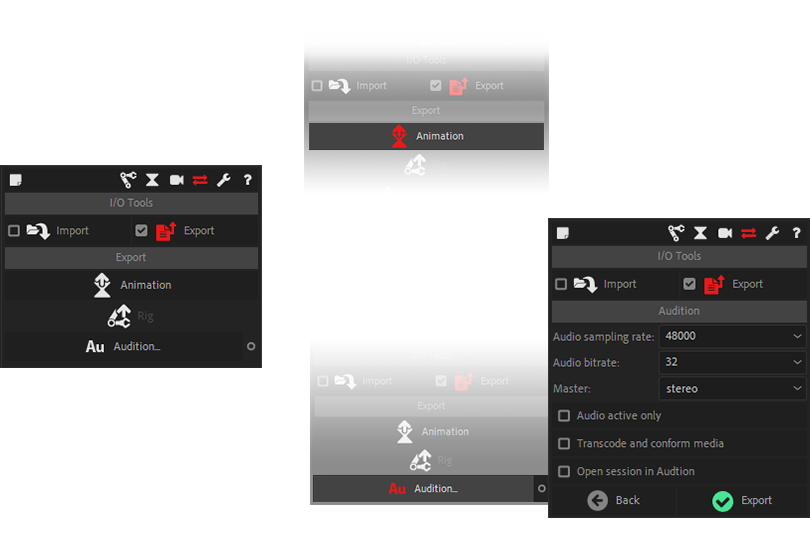 I/O Tools
Import Export
Export
Animation
I/O Tools
Import Export
Export
Animation
Rig
Au Audition...
I/O Tools
Import Export
Audition
Audio sampling rate: 48000
Audio bitrate: 32
Master: stereo
Audio active only
Transcode and conform media
Open session in Audtion
Back Export
Import Export
Export
Animation
Rig
Au Audition...